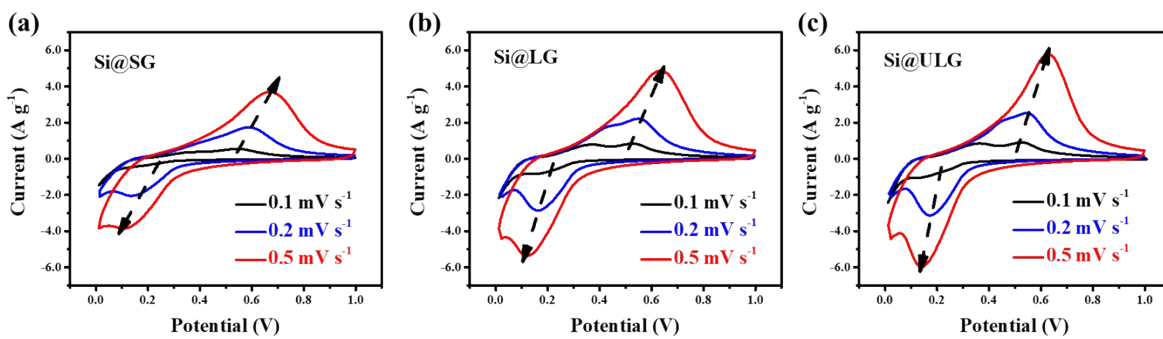 (a)
Si@SG
Current (A g-1)
6.0
4.0
2.0
0.0
-2.0
-4.0
-6.0
0.1 mV s-1
0.2 mV s-1
0.5 mV s-1
0.0 0.2 0.4 0.6 0.8 1.0
Potential (V)
(b)
Si@LG
Current (A g-1)
6.0
4.0
2.0
0.0
-2.0
-4.0
-6.0
0.1 mV s-1
0.2 mV s-1
0.5 mV s-1
0.0 0.2 0.4 0.6 0.8 1.0
Potential (V)
(c)
Si@ULG
Current (A g-1)
6.0
4.0
2.0
0.0
-2.0
-4.0
-6.0
0.1 mV s-1
0.2 mV s-1
0.5 mV s-1
0.0 0.2 0.4 0.6 0.8 1.0
Potential (V)